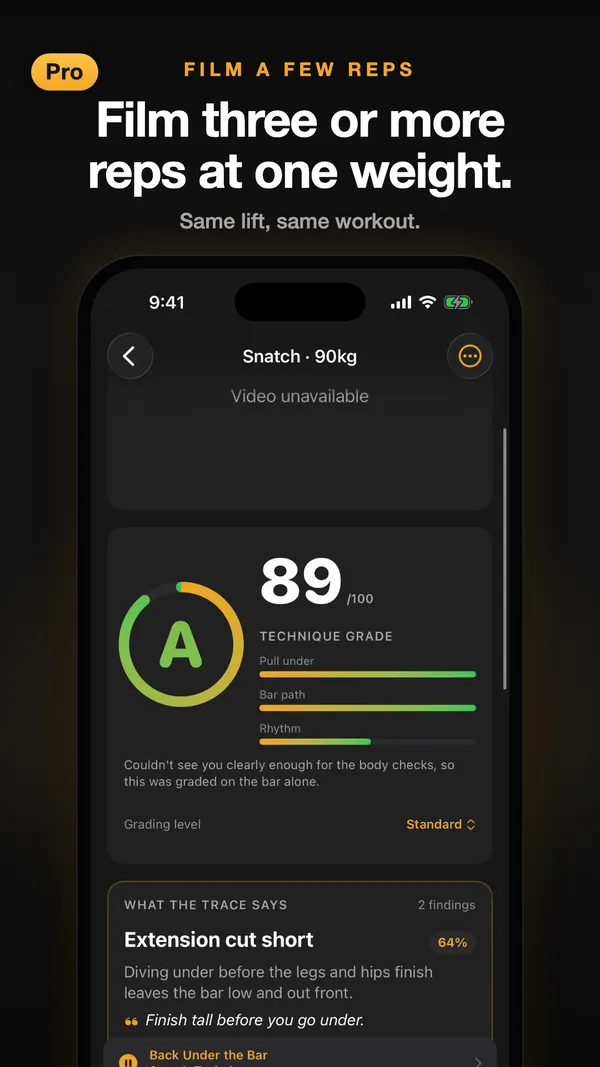 Pro
FILM A FEW REPS
Film three or more
reps at one weight.
Same lift, same workout.
9:41
Snatch · 90kg
Video unavailable
89 /100
A
TECHNIQUE GRADE
Pull under
Bar path
Rhythm
Couldn't see you clearly enough for the body checks, so
this was graded on the bar alone.
Grading level
Standard
WHAT THE TRACE SAYS
2 findings
Extension cut short
64%
Diving under before the legs and hips finish
leaves the bar low and out front.
“ Finish tall before you go under.
Back Under the Bar